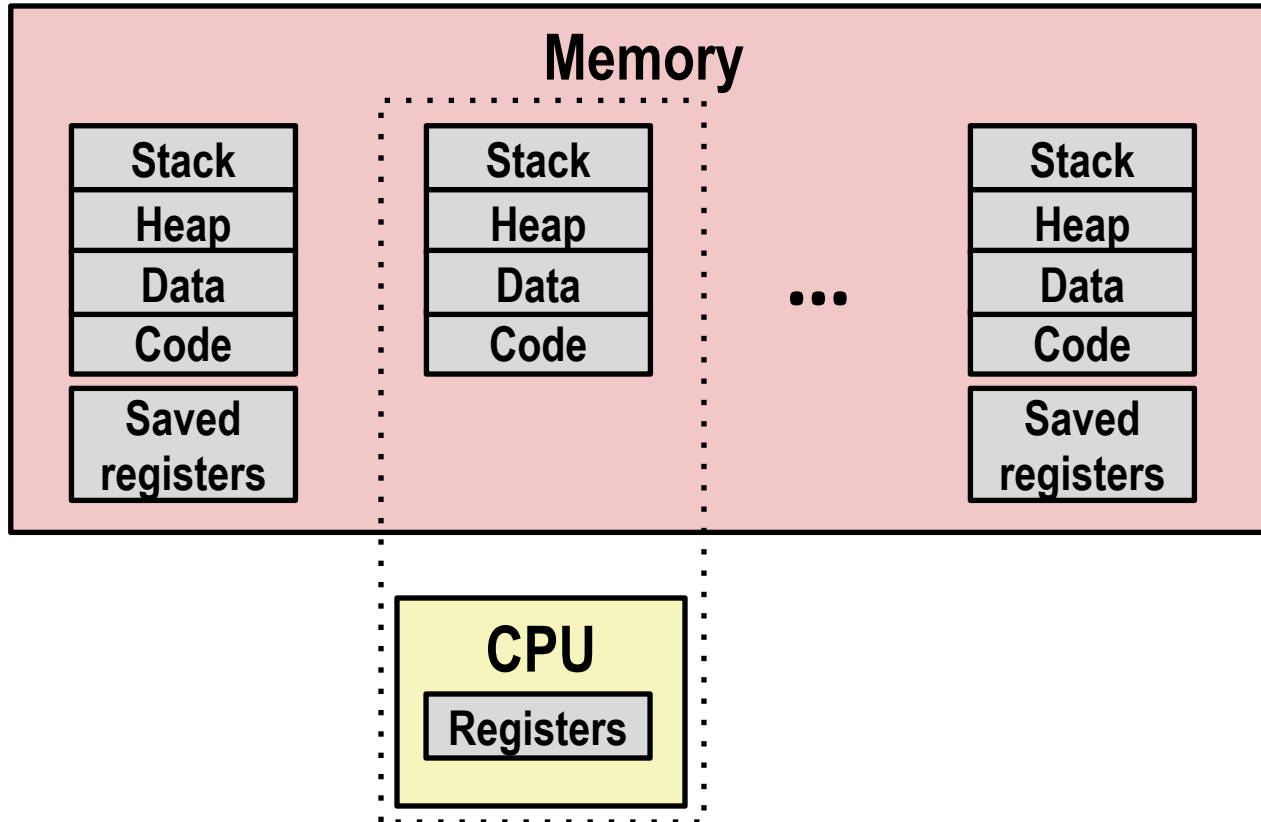 Memory
Stack
Heap
Data
Code
Saved
registers
Stack
Heap
Data
Code
...
Stack
Heap
Data
Code
Saved
registers
CPU
Registers